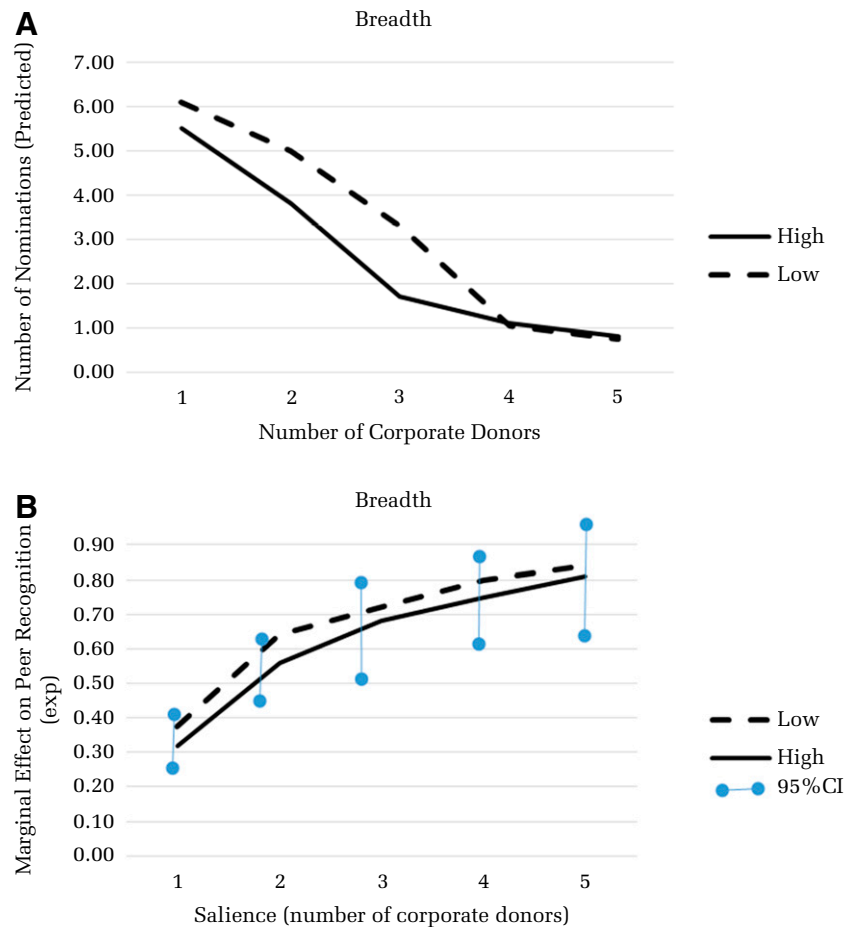 A
Breadth
Number of Nominations (Predicted)
7.00
6.00
5.00
4.00
3.00
2.00
1.00
0.00
1 2 3 4 5
Number of Corporate Donors
High
Low
B
Breadth
Marginal Effect on Peer Recognition
(exp)
0.90
0.80
0.70
0.60
0.50
0.40
0.30
0.20
0.10
0.00
1 2 3 4 5
Salience (number of corporate donors)
Low
High
95%CI